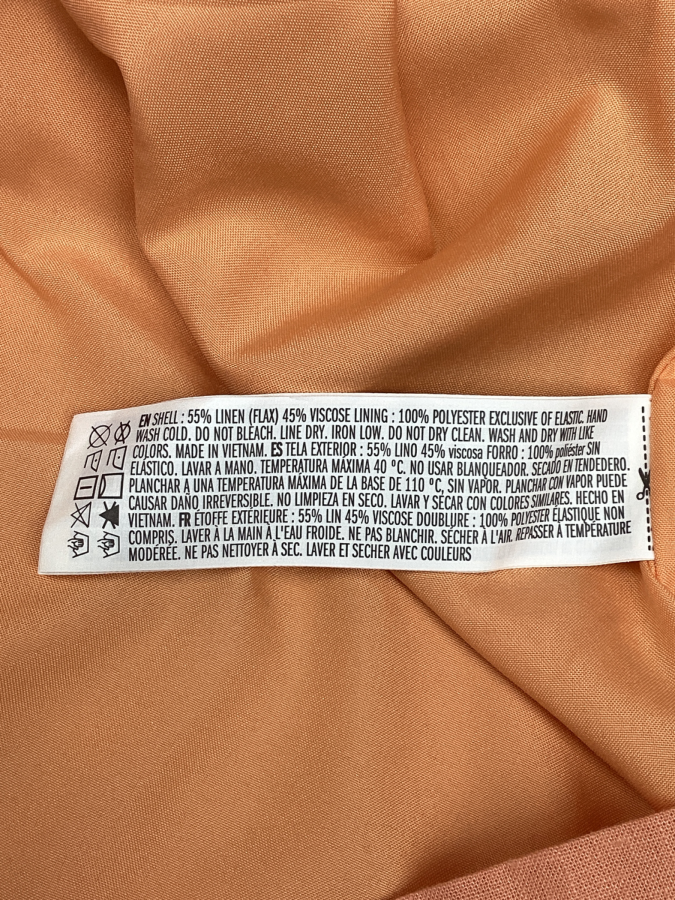 EN SHELL : 55% LINEN (FLAX) 45% VISCOSE LINING : 100% POLYESTER EXCLUSIVE OF ELASTIC. HAND
WASH COLD. DO NOT BLEACH. LINE DRY. IRON LOW. DO NOT DRY CLEAN. WASH AND DRY WITH LIKE
COLORS. MADE IN VIETNAM. ES TELA EXTERIOR : 55% LINO 45% viscosa FORRO : 100% poliéster SIN
ELÁSTICO. LAVAR A MANO. TEMPERATURA MÁXIMA 40 °C. NO USAR BLANQUEADOR. SECADO EN TENDEDERO.
PLANCHAR A UNA TEMPERATURA MÁXIMA DE LA BASE DE 110 °C, SIN VAPOR. PLANCHAR CON VAPOR PUEDE
CAUSAR DAÑO IRREVERSIBLE. NO LIMPIEZA EN SECO. LAVAR Y SECAR CON COLORES SIMILARES. HECHO EN
VIETNAM. FR ÉTOFFE EXTÉRIEURE : 55% LIN 45% VISCOSE DOUBLURE : 100% POLYESTER ÉLASTIQUE NON
COMPRIS. LAVER À LA MAIN À L'EAU FROIDE. NE PAS BLANCHIR. SÉCHER À L'AIR. REPASSER À TEMPÉRATURE
MODÉRÉE. NE PAS NETTOYER À SEC. LAVER ET SECHER AVEC COULEURS